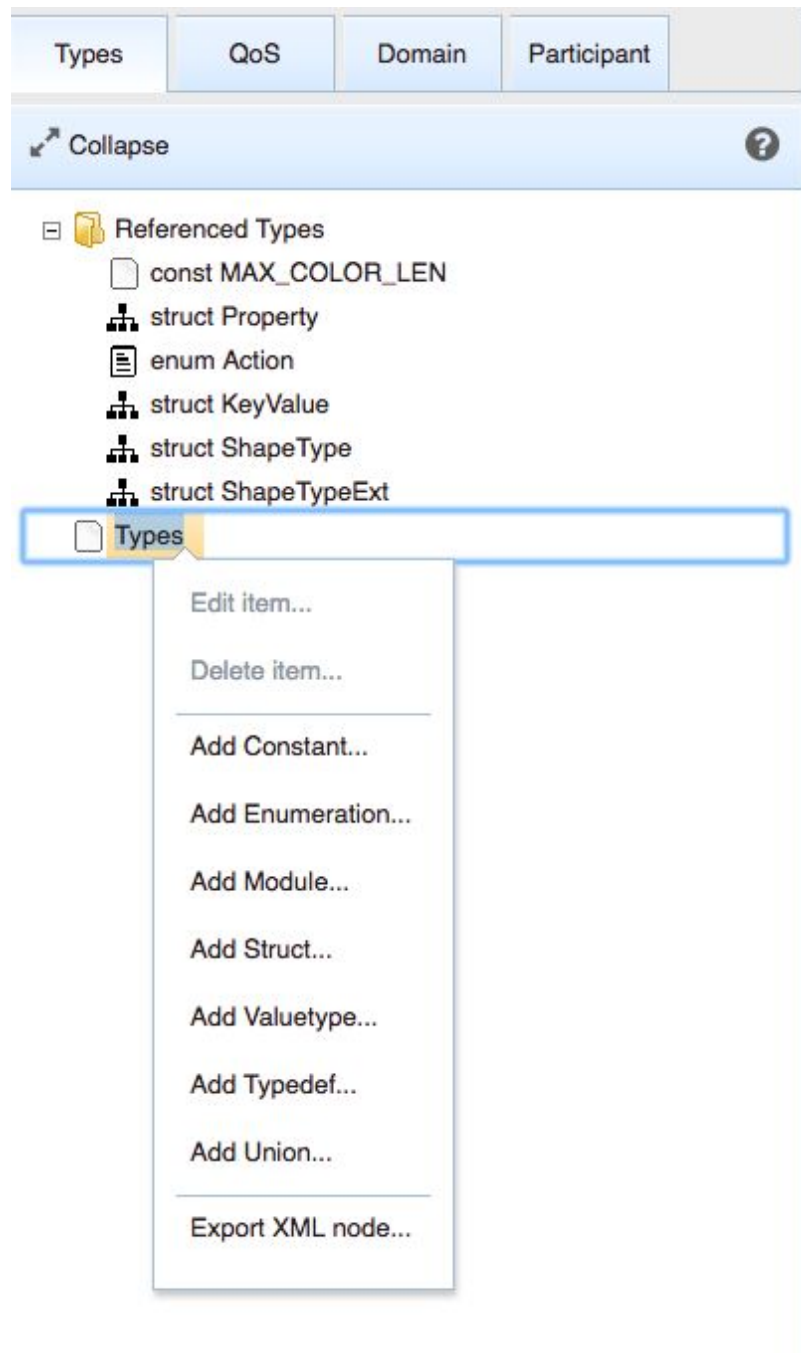 Types QoS Domain Participant
Collapse
Referenced Types
const MAX_COLOR_LEN
struct Property
enum Action
struct KeyValue
struct ShapeType
struct ShapeTypeExt
Types
Edit item...
Delete item...
Add Constant...
Add Enumeration...
Add Module...
Add Struct...
Add Valuetype...
Add Typedef...
Add Union...
Export XML node...